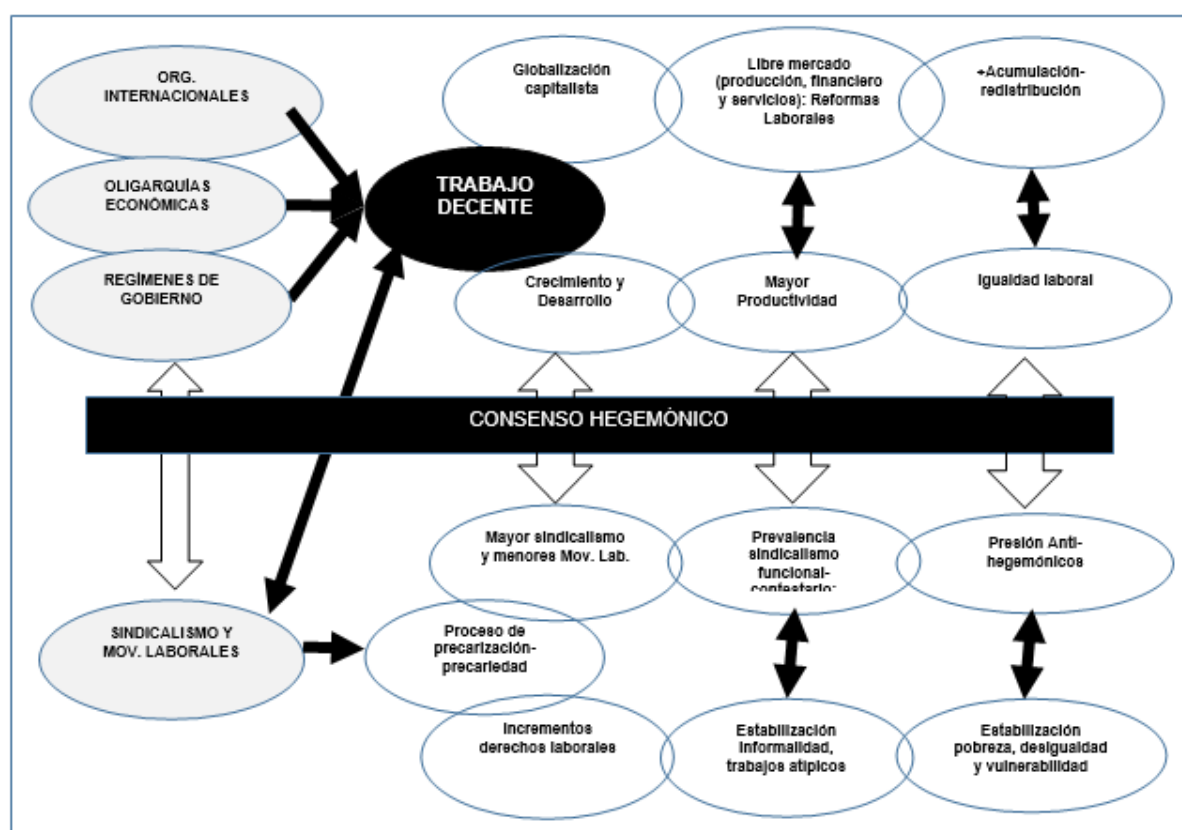 ORG.
INTERNACIONALES
Globalización
capitalista
Libre mercado
(producción, financiero
y servicios): Reformas
Laborales
+Acumulación-
redistribución
OLIGARQUÍAS
ECONÓMICAS
TRABAJO
DECENTE
REGÍMENES DE
GOBIERNO
Crecimiento y
Desarrollo
Mayor
Productividad
Igualdad laboral
CONSENSO HEGEMÓNICO
Mayor sindicalismo
y menores Mov. Lab.
Prevalencia
sindicalismo
funcional-
contestario:
Presión Anti-
hegemónicos
SINDICALISMO Y
MOV. LABORALES
Proceso de
precarización-
precariedad
Incrementos
derechos laborales
Estabilización
informalidad,
trabajos atípicos
Estabilización
pobreza, desigualdad
y vulnerabilidad